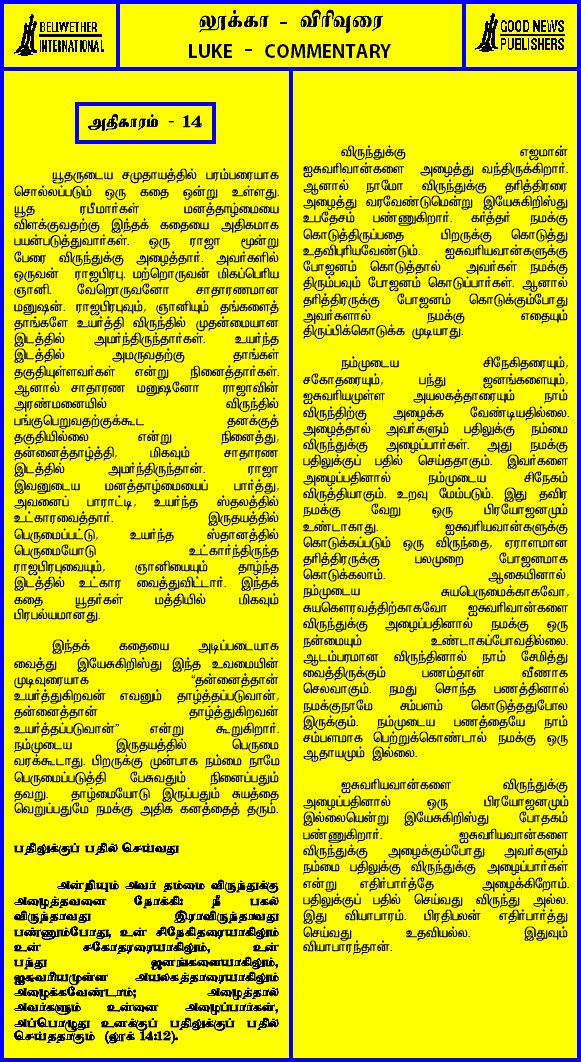 BELLWETHER
INTERNATIONAL
லூக்கா - விரிவுரை
LUKE - COMMENTARY
GOOD NEWS
PUBLISHERS
அதிகாரம் - 14
யூதருடைய சமுதாயத்தில் பரம்பரையாக
சொல்லப்படும் ஒரு கதை ஒன்று உள்ளது.
யூத ரபீமார்கள் மனத்தாழ்மையை
விளக்குவதற்கு இந்தக் கதையை அதிகமாக
பயன்படுத்துவார்கள். ஒரு ராஜா மூன்று
பேரை விருந்துக்கு அழைத்தார். அவர்களில்
ஒருவன் ராஜபிரபு. மற்றொருவன் மிகப்பெரிய
ஞானி. வேறொருவனோ சாதாரணமான
மனுஷன். ராஜபிரபுவும், ஞானியும் தங்களைத்
தாங்களே உயர்த்தி விருந்தில் முதன்மையான
இடத்தில் அமர்ந்திருந்தார்கள். உயர்ந்த
இடத்தில் அமருவதற்கு தாங்கள்
தகுதியுள்ளவர்கள் என்று நினைத்தார்கள்.
ஆனால் சாதாரண மனுஷனோ ராஜாவின்
அரண்மனையில் விருந்தில்
பங்குபெறுவதற்குக்கூட தனக்குத்
தகுதியில்லை என்று நினைத்து,
தன்னைத்தாழ்த்தி, மிகவும் சாதாரண
இடத்தில் அமர்ந்திருந்தான். ராஜா
இவனுடைய மனத்தாழ்மையைப் பார்த்து,
அவனைப் பாராட்டி, உயர்ந்த ஸ்தலத்தில்
உட்காரவைத்தார். இருதயத்தில்
பெருமைப்பட்டு, உயர்ந்த ஸ்தானத்தில்
பெருமையோடு உட்கார்ந்திருந்த
ராஜபிரபுவையும், ஞானியையும் தாழ்ந்த
இடத்தில் உட்கார வைத்துவிட்டார். இந்தக்
கதை யூதர்கள் மத்தியில் மிகவும்
பிரபல்யமானது.
இந்தக் கதையை அடிப்படையாக
வைத்து இயேசுகிறிஸ்து இந்த உவமையின்
முடிவுரையாக “தன்னைத்தான்
உயர்த்துகிறவன் எவனும் தாழ்த்தப்படுவான்,
தன்னைத்தான் தாழ்த்துகிறவன்
உயர்த்தப்படுவான்” என்று கூறுகிறார்.
நம்முடைய இருதயத்தில் பெருமை
வரக்கூடாது. பிறருக்கு முன்பாக நம்மை நாமே
பெருமைப்படுத்தி பேசுவதும் நினைப்பதும்
தவறு. தாழ்மையோடு இருப்பதும் சுயத்தை
வெறுப்பதுமே நமக்கு அதிக கனத்தைத் தரும்.
பதிலுக்குப் பதில் செய்வது
அன்றியும் அவர் தம்மை விருந்துக்கு
அழைத்தவனை நோக்கி: நீ பகல்
விருந்தாவது இராவிருந்தாவது
பண்ணும்போது, உன் சிநேகிதரையாகிலும்
உன் சகோதரரையாகிலும், உன்
பந்து ஜனங்களையாகிலும்,
ஐசுவரியமுள்ள அயலகத்தாரையாகிலும்
அழைக்கவேண்டாம்; அழைத்தால்
அவர்களும் உன்னை அழைப்பார்கள்,
அப்பொழுது உனக்குப் பதிலுக்குப் பதில்
செய்ததாகும் (லூக் 14:12).
விருந்துக்கு எஜமான்
ஐசுவரியவான்களை அழைத்து வந்திருக்கிறார்.
ஆனால் நாமோ விருந்துக்கு தரித்திரரை
அழைத்து வரவேண்டுமென்று இயேசுகிறிஸ்து
உபதேசம் பண்ணுகிறார். கர்த்தர் நமக்கு
கொடுத்திருப்பதை பிறருக்கு கொடுத்து
உதவிபுரியவேண்டும். ஐசுவரியவான்களுக்கு
போஜனம் கொடுத்தால் அவர்கள் நமக்கு
திரும்பவும் போஜனம் கொடுப்பார்கள். ஆனால்
தரித்திரருக்கு போஜனம் கொடுக்கும்போது
அவர்களால் நமக்கு எதையும்
திருப்பிக்கொடுக்க முடியாது.
நம்முடைய சிநேகிதரையும்,
சகோதரையும், பந்து ஜனங்களையும்,
ஐசுவரியமுள்ள அயலகத்தாரையும் நாம்
விருந்திற்கு அழைக்க வேண்டியதில்லை.
அழைத்தால் அவர்களும் பதிலுக்கு நம்மை
விருந்துக்கு அழைப்பார்கள். அது நமக்கு
பதிலுக்குப் பதில் செய்ததாகும். இவர்களை
அழைப்பதினால் நம்முடைய சிநேகம்
விருத்தியாகும். உறவு மேம்படும். இது தவிர
நமக்கு வேறு ஒரு பிரயோஜனமும்
உண்டாகாது. ஐசுவரியவான்களுக்கு
கொடுக்கப்படும் ஒரு விருந்தை, ஏராளமான
தரித்திரருக்கு பலமுறை போஜனமாக
கொடுக்கலாம். ஆகையினால்
நம்முடைய சுயபெருமைக்காகவோ,
சுயகௌரவத்திற்காகவோ ஐசுவரியவான்களை
விருந்துக்கு அழைப்பதினால் நமக்கு ஒரு
நன்மையும் உண்டாகப்போவதில்லை.
ஆடம்பரமான விருந்தினால் நாம் சேமித்து
வைத்திருக்கும் பணம்தான் வீணாக
செலவாகும். நமது சொந்த பணத்தினால்
நமக்குநாமே சம்பளம் கொடுத்ததுபோல
இருக்கும். நம்முடைய பணத்தையே நாம்
சம்பளமாக பெற்றுக்கொண்டால் நமக்கு ஒரு
ஆதாயமும் இல்லை.
ஐசுவரியவான்களை விருந்துக்கு
அழைப்பதினால் ஒரு பிரயோஜனமும்
இல்லையென்று இயேசுகிறிஸ்து போதகம்
பண்ணுகிறார். ஐசுவரியவான்களை
விருந்துக்கு அழைக்கும்போது அவர்களும்
நம்மை பதிலுக்கு விருந்துக்கு அழைப்பார்கள்
என்று எதிர்பார்த்தே அழைக்கிறோம்.
பதிலுக்குப் பதில் செய்வது விருந்து அல்ல.
இது வியாபாரம். பிரதிபலன் எதிர்பார்த்து
செய்வது உதவியல்ல. இதுவும்
வியாபாரந்தான்.